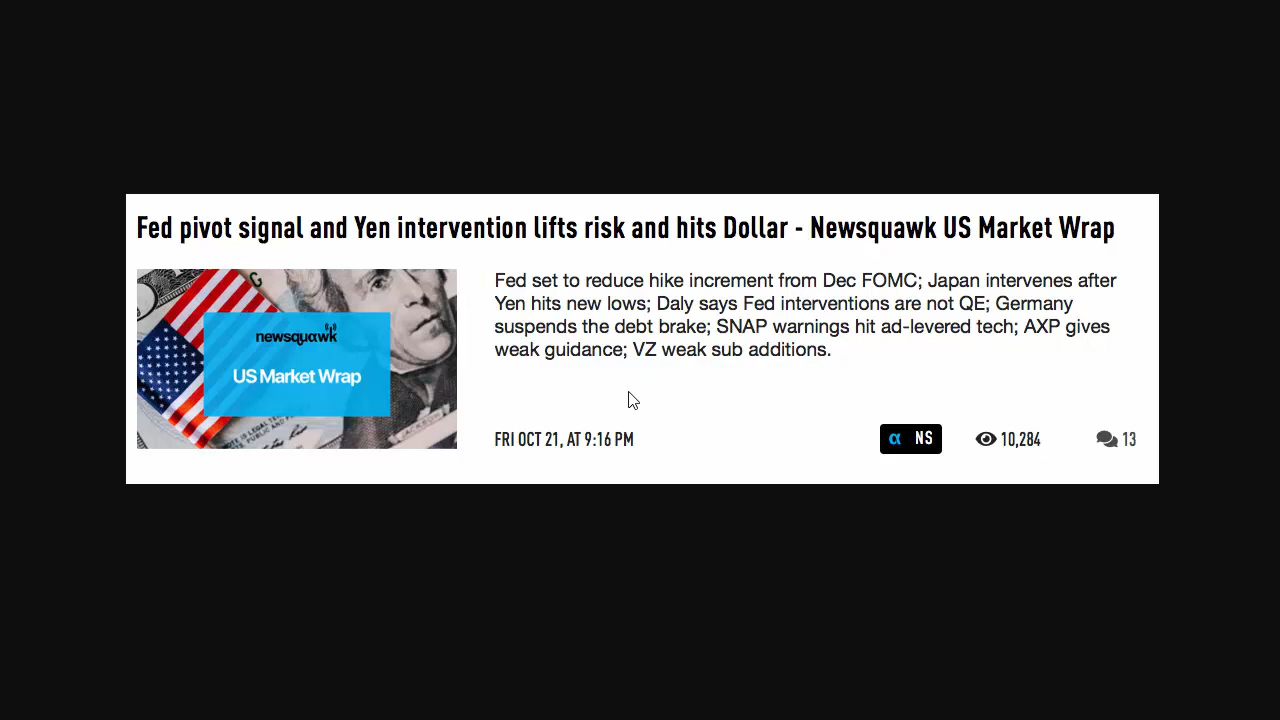 Fed pivot signal and Yen intervention lifts risk and hits Dollar - Newsquawk US Market Wrap
Fed set to reduce hike increment from Dec FOMC; Japan intervenes after
Yen hits new lows; Daly says Fed interventions are not QE; Germany
suspends the debt brake; SNAP warnings hit ad-levered tech; AXP gives
weak guidance; VZ weak sub additions.
newsquawk
US Market Wrap
JACKSON
FRI OCT 21, AT 9:16 PM
α NS
10,284
13